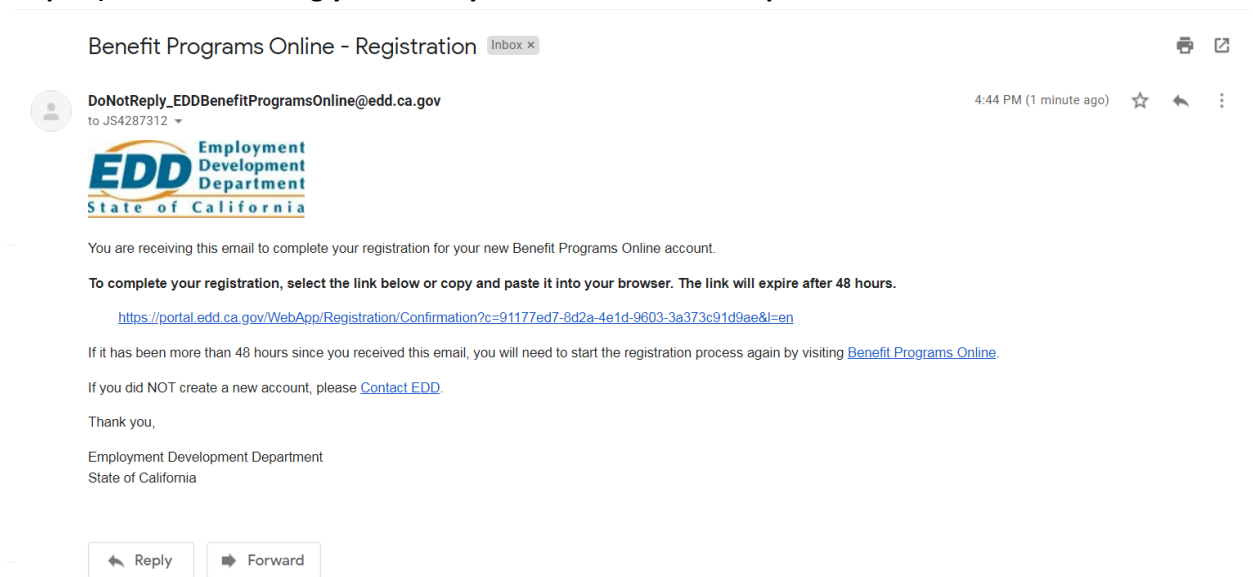 Benefit Programs Online - Registration Inbox ×
DoNotReply_EDDBenefitProgramsOnline@edd.ca.gov 4:44 PM (1 minute ago)
to JS4287312
EDD Employment
Development
Department
State of California
You are receiving this email to complete your registration for your new Benefit Programs Online account.
To complete your registration, select the link below or copy and paste it into your browser. The link will expire after 48 hours.
https://portal.edd.ca.gov/WebApp/Registration/Confirmation?c=91177ed7-8d2a-4e1d-9603-3a373c91d9ae&l=en
If it has been more than 48 hours since you received this email, you will need to start the registration process again by visiting Benefit Programs Online.
If you did NOT create a new account, please Contact EDD.
Thank you,
Employment Development Department
State of California
Reply Forward